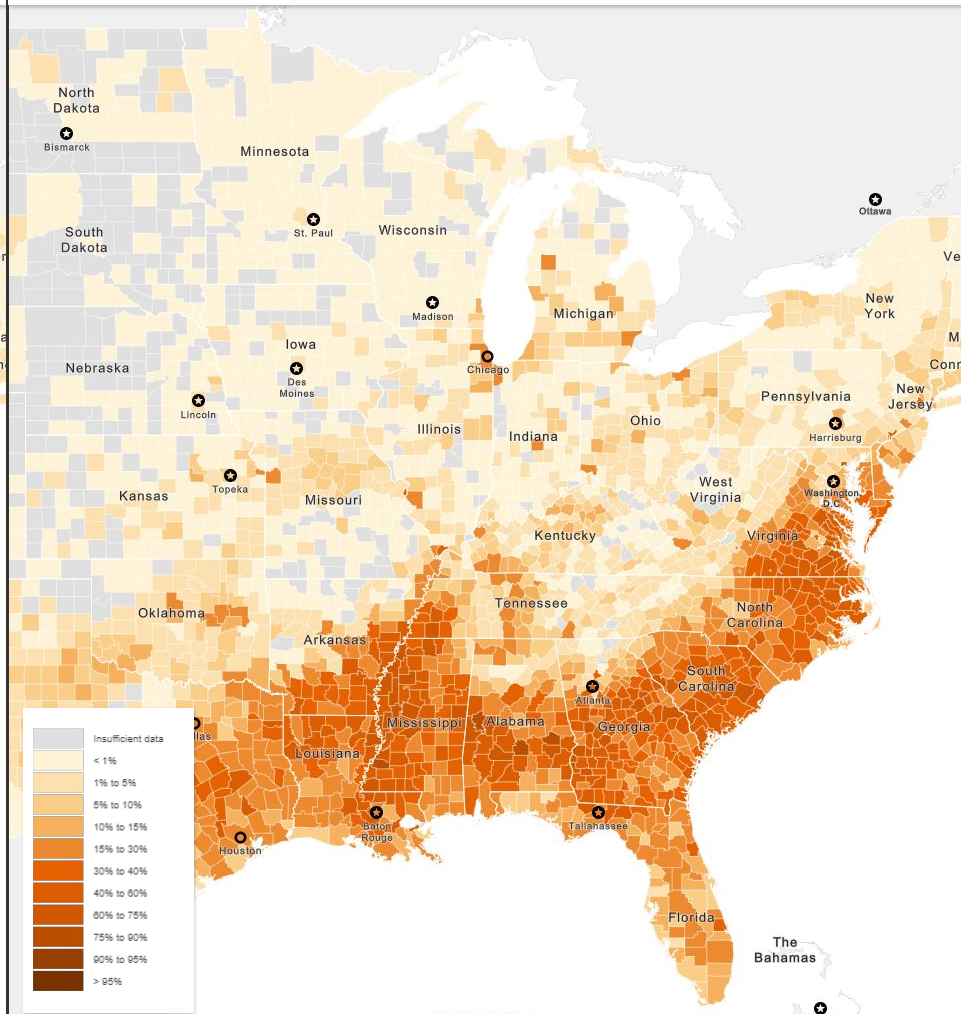 North
Dakota
Bismarck
Minnesota
Ottawa
St. Paul
Wisconsin
South
Dakota
Ve
Madison
Michigan
New
York
Iowa
Chicago
M
Nebraska
Des
Moines
Conr
Pennsylvania
New
Jersey
Lincoln
Illinois
Indiana
Ohio
Harrisburg
Topeka
Kansas
Missouri
West
Virginia
Washington,
D.C.
Kentucky
Virginia
Oklahoma
Tennessee
North
Carolina
Arkansas
South
Carolina
Atlanta
Mississippi
Alabama
Georgia
llas
Louisiana
Baton
Rouge
Tallahassee
Houston
Florida
The
Bahamas
Insufficient data
< 1%
1% to 5%
5% to 10%
10% to 15%
15% to 30%
30% to 40%
40% to 60%
60% to 75%
75% to 90%
90% to 95%
> 95%